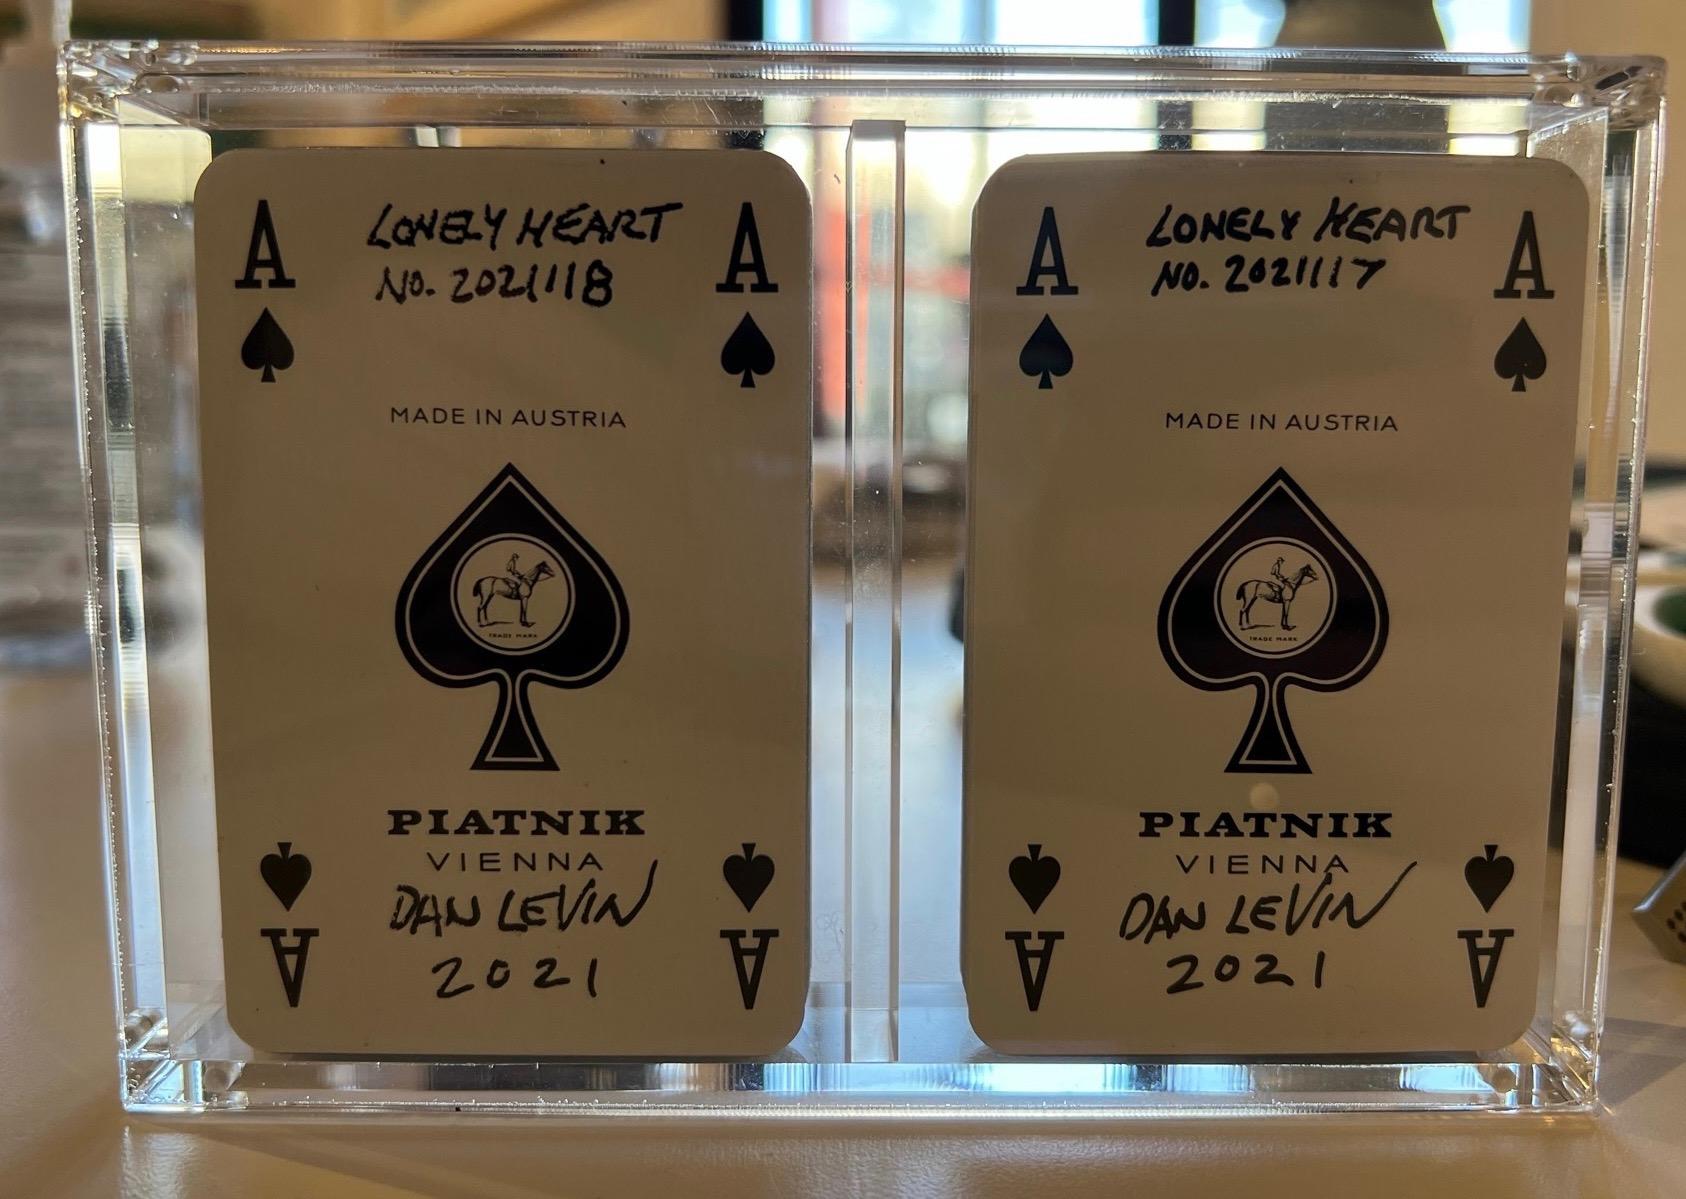 A LONELY HEART A
NO. 2021118
MADE IN AUSTRIA
TRADE MARK
PIATNIK
VIENNA
DAN LEVIN
2021
A A
A LONELY HEART A
NO. 2021117
MADE IN AUSTRIA
TRADE MARK
PIATNIK
VIENNA
DAN LEVIN
2021
A A